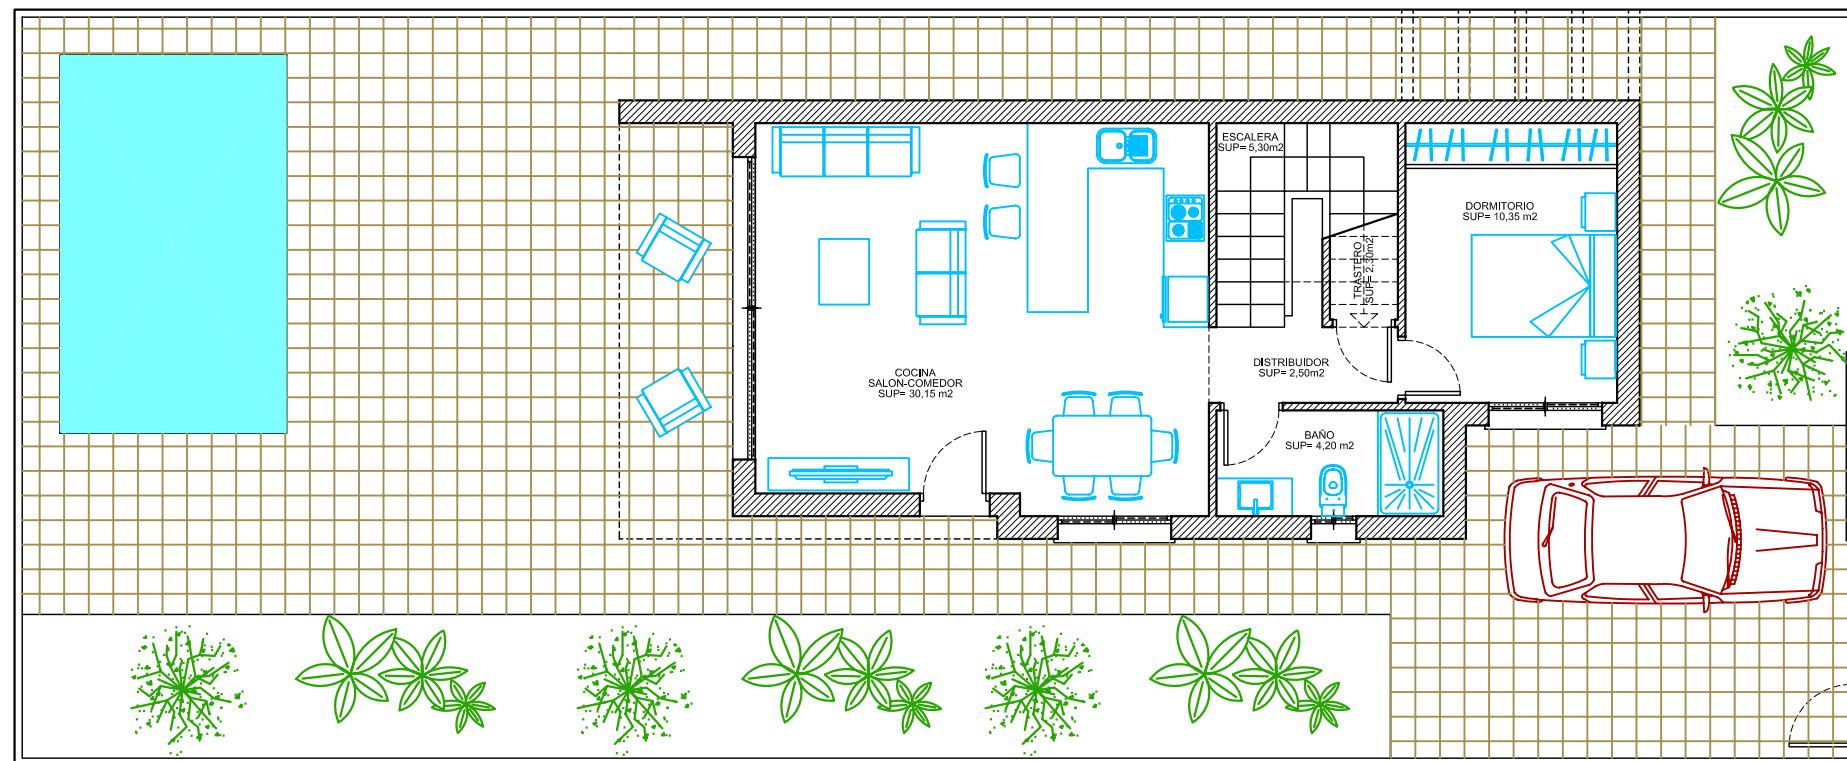 ESCALERA
SUP= 5,30m2
DORMITORIO
SUP= 10,35 m2
TRASTERO
SUP= 2,30m2
DISTRIBUIDOR
SUP= 2,50m2
COCINA
SALON-COMEDOR
SUP= 30,15 m2
BAÑO
SUP= 4,20 m2